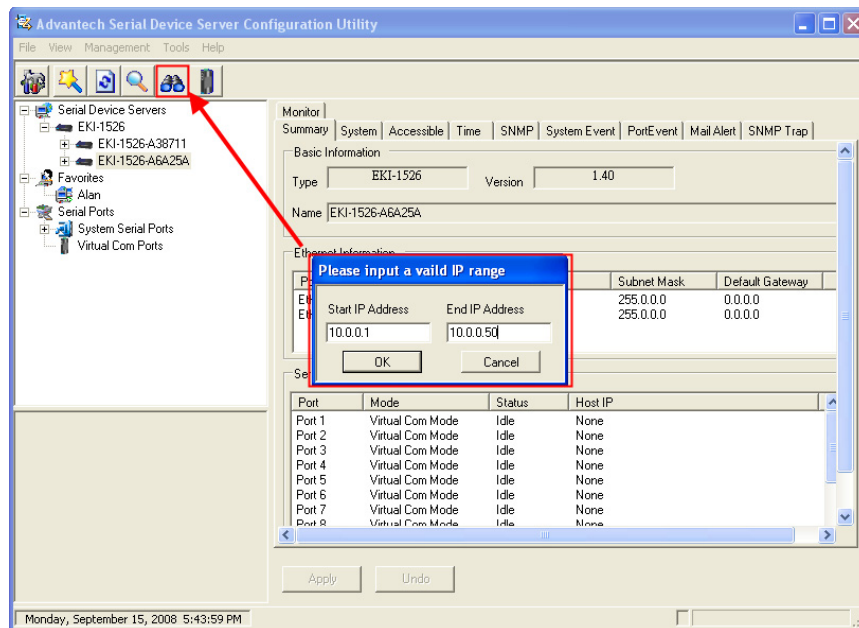 Advantech Serial Device Server Configuration Utility
File View Management Tools Help
Serial Device Servers
EKI-1526
EKI-1526-A38711
EKI-1526-A6A25A
Favorites
Alan
Serial Ports
System Serial Ports
Virtual Com Ports
Monitor
Summary System Accessible Time SNMP System Event PortEvent Mail Alert SNMP Trap
Basic Information
Type EKI-1526 Version 1.40
Name EKI-1526-A6A25A
Ethernet Information
Subnet Mask Default Gateway
255.0.0.0 0.0.0.0
255.0.0.0 0.0.0.0
Please input a vaild IP range
Start IP Address End IP Address
10.0.0.1 10.0.0.50
OK Cancel
Port Mode Status Host IP
Port 1 Virtual Com Mode Idle None
Port 2 Virtual Com Mode Idle None
Port 3 Virtual Com Mode Idle None
Port 4 Virtual Com Mode Idle None
Port 5 Virtual Com Mode Idle None
Port 6 Virtual Com Mode Idle None
Port 7 Virtual Com Mode Idle None
Port 8 Virtual Com Mode Idle None
Apply Undo
Monday, September 15, 2008 5:43:59 PM